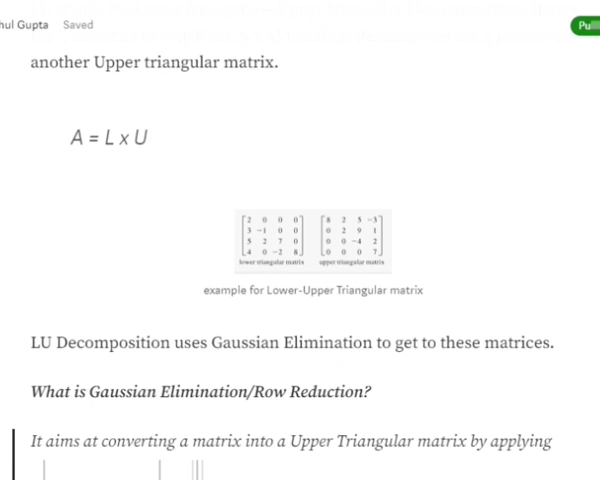 hul Gupta Saved
another Upper triangular matrix.
A = L x U
2 0 0 0 8 2 5 -3
3 -1 0 0 0 2 9 1
5 2 7 0 0 0 -4 2
4 0 -2 8 0 0 0 7
lower triangular matrix upper triangular matrix
example for Lower-Upper Triangular matrix
LU Decomposition uses Gaussian Elimination to get to these matrices.
What is Gaussian Elimination/Row Reduction?
It aims at converting a matrix into a Upper Triangular matrix by applying